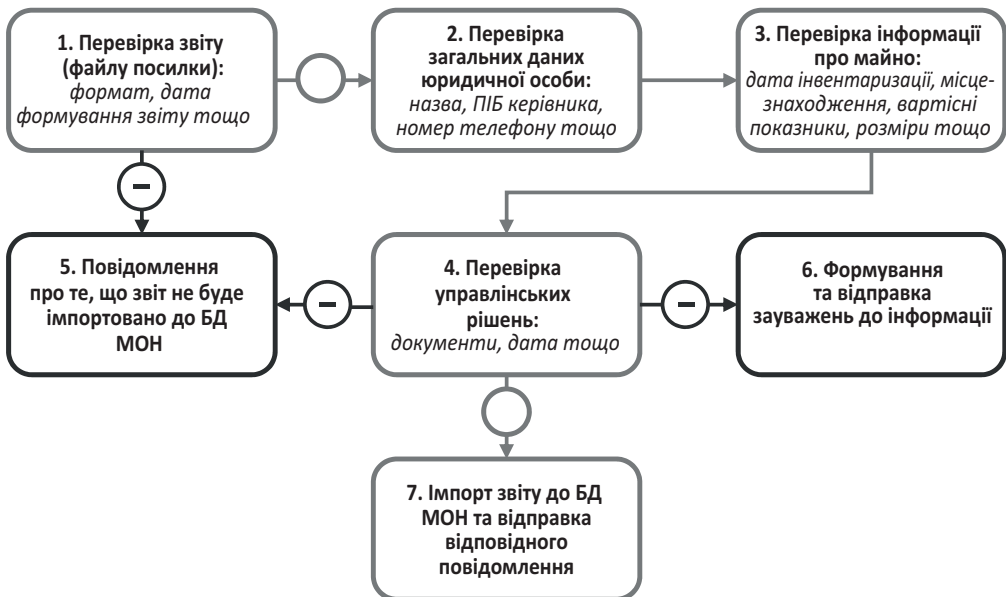 1. Перевірка звіту
(файлу посилки):
формат, дата
формування звіту тощо
2. Перевірка
загальних даних
юридичної особи:
назва, ПІБ керівника,
номер телефону тощо
3. Перевірка інформації
про майно:
дата інвентаризації, місце-
знаходження, вартісні
показники, розміри тощо
–
5. Повідомлення
про те, що звіт не буде
імпортовано до БД
МОН
–
4. Перевірка
управлінських
рішень:
документи, дата тощо
–
6. Формування
та відправка
зауважень до інформації
7. Імпорт звіту до БД
МОН та відправка
відповідного
повідомлення